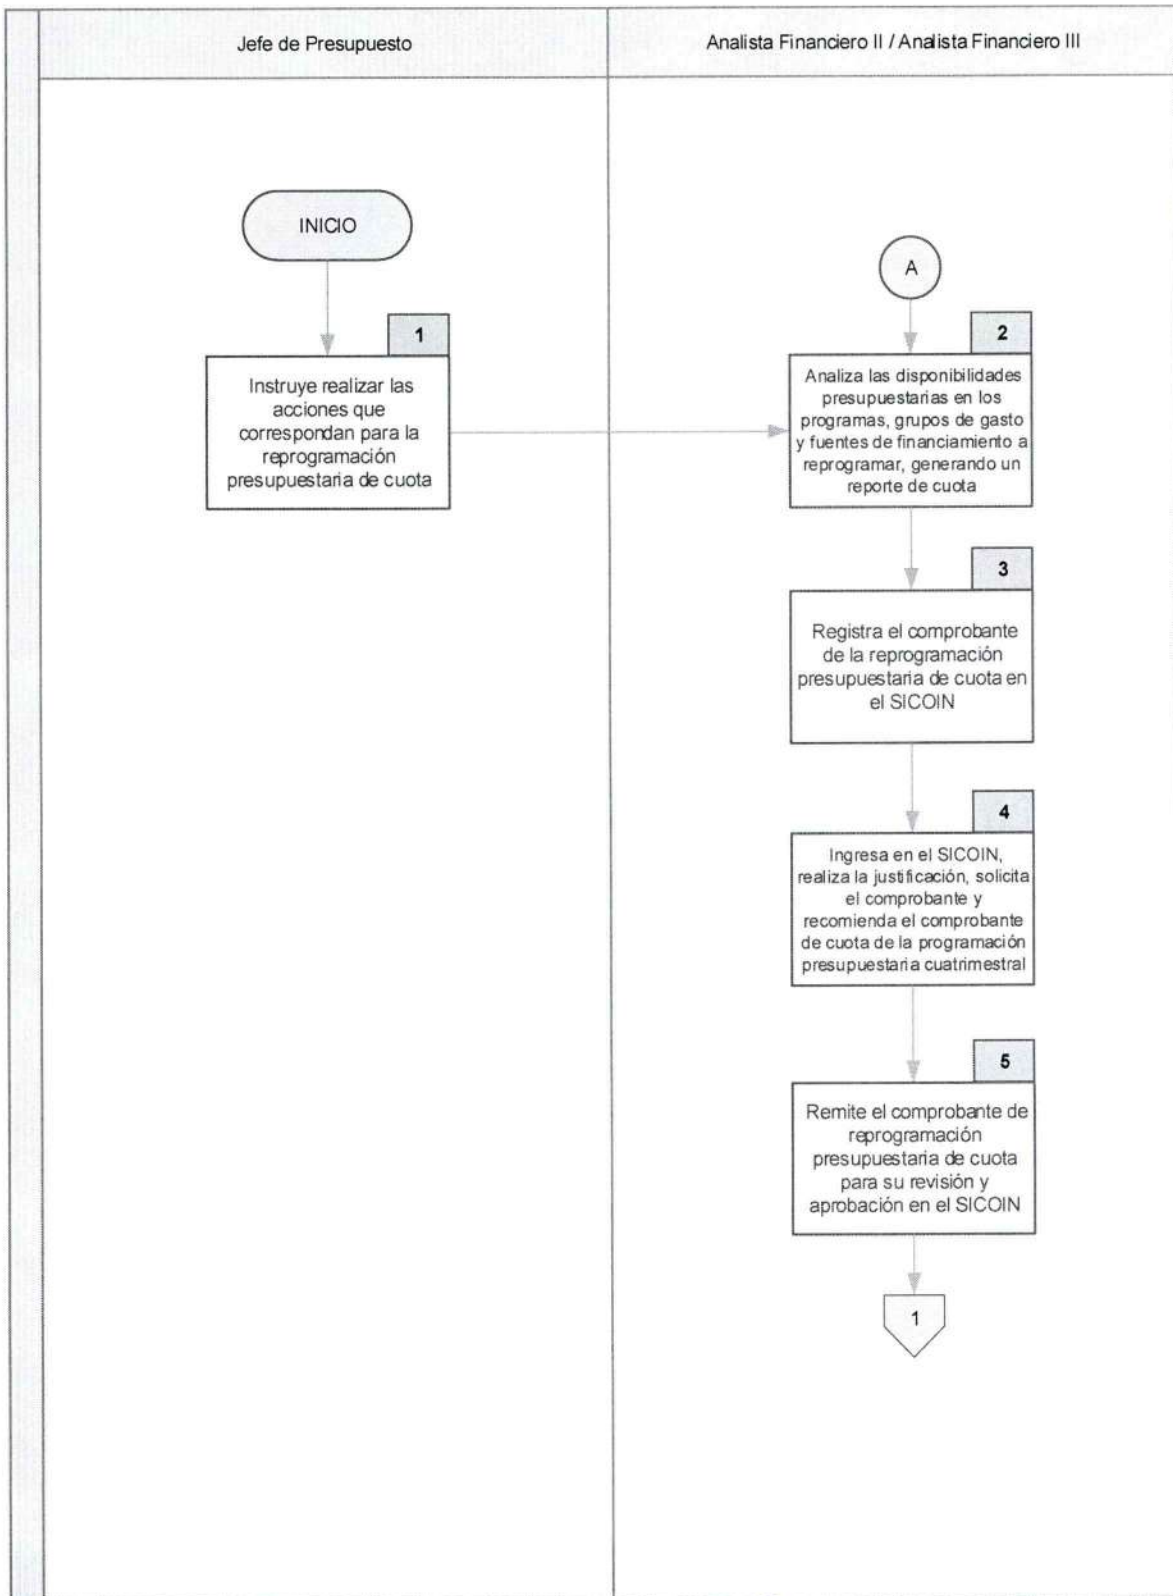 Jefe de Presupuesto
Analista Financiero II / Analista Financiero III
INICIO
1
Instruye realizar las
acciones que
correspondan para la
reprogramación
presupuestaria de cuota
A
2
Analiza las disponibilidades
presupuestarias en los
programas, grupos de gasto
y fuentes de financiamiento a
reprogramar, generando un
reporte de cuota
3
Registra el comprobante
de la reprogramación
presupuestaria de cuota en
el SICOIN
4
Ingresa en el SICOIN,
realiza la justificación, solicita
el comprobante y
recomienda el comprobante
de cuota de la programación
presupuestaria cuatrimestral
5
Remite el comprobante de
reprogramación
presupuestaria de cuota
para su revisión y
aprobación en el SICOIN
1